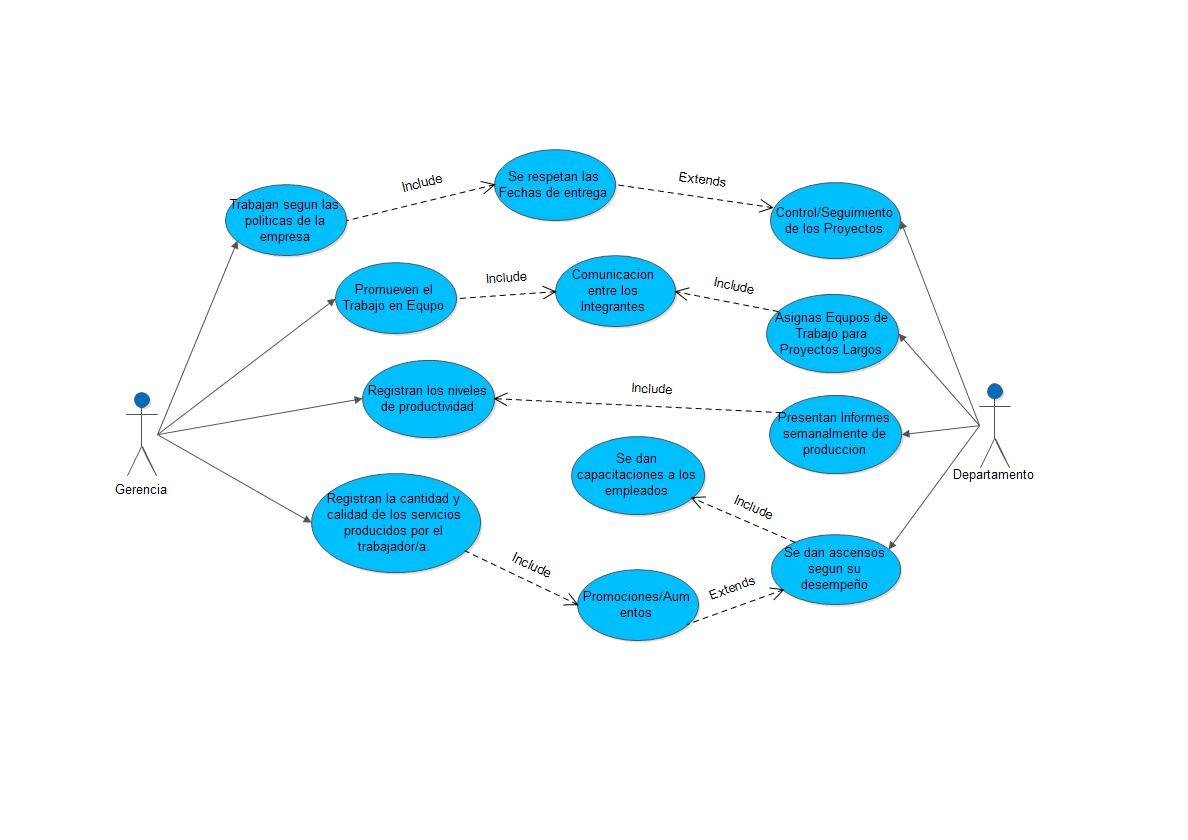 Se respetan las
Fechas de entrega
Include
Extends
Trabajan segun las
politicas de la
empresa
Control/Seguimiento
de los Proyectos
Promueven el
Trabajo en Equpo
Include
Comunicacion
entre los
Integrantes
Include
Asignas Equpos de
Trabajo para
Proyectos Largos
Registran los niveles
de productividad
Include
Presentan Informes
semanalmente de
produccion
Gerencia
Departamento
Se dan
capacitaciones a los
empleados
Include
Registran la cantidad y
calidad de los servicios
producidos por el
trabajador/a.
Include
Promociones/Aum
entos
Extends
Se dan ascensos
segun su
desempeño